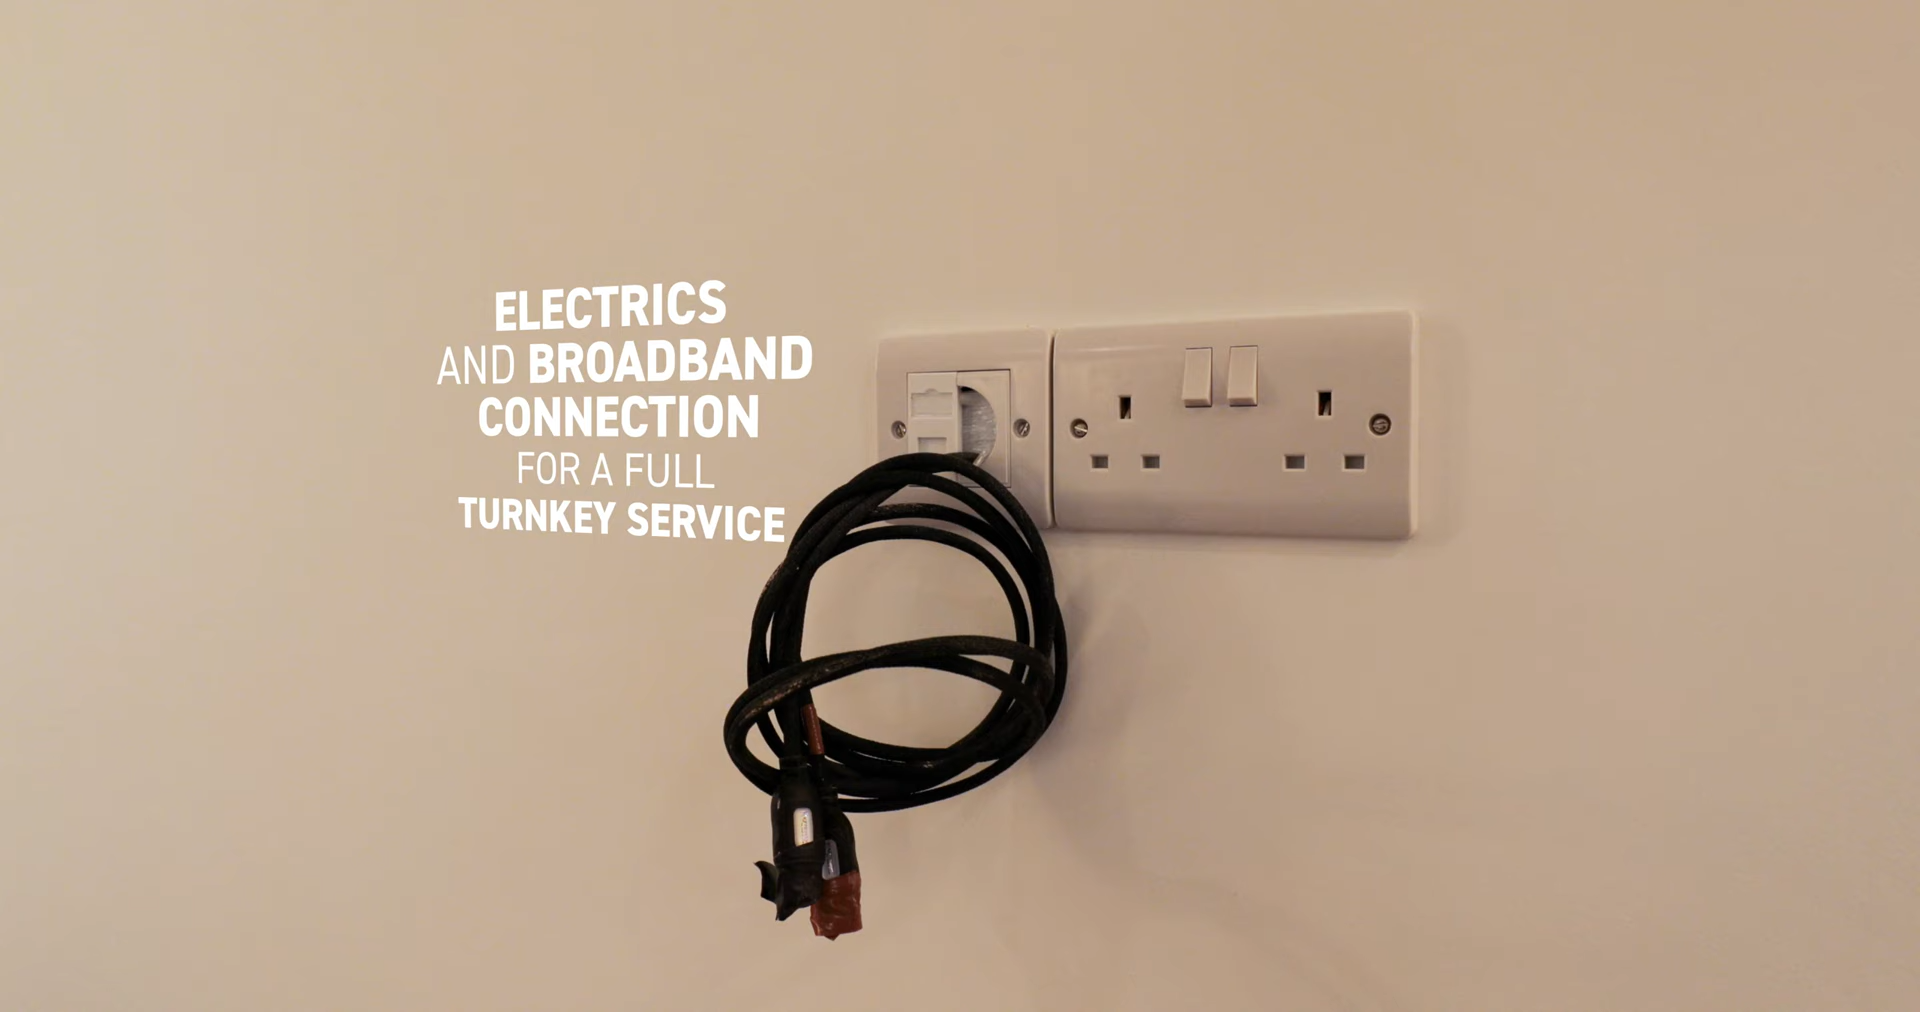 ELECTRICS
AND BROADBAND
CONNECTION
FOR A FULL
TURNKEY SERVICE